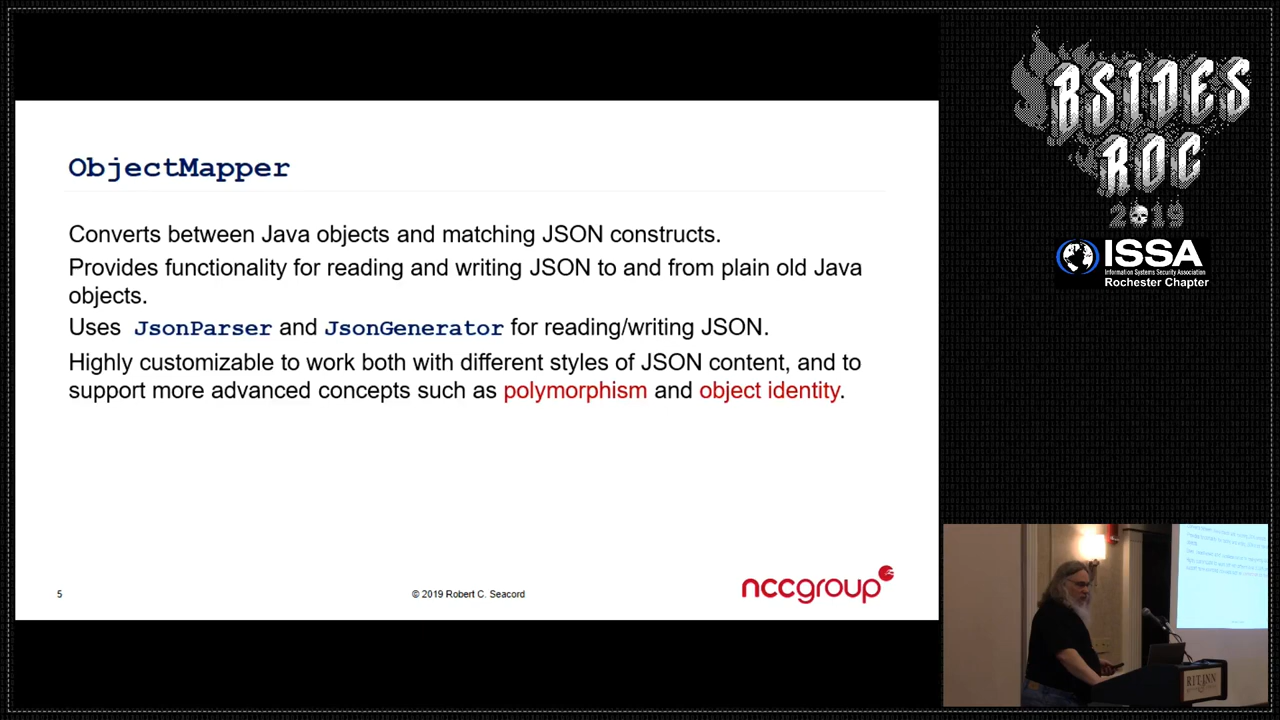 ObjectMapper
Converts between Java objects and matching JSON constructs.
Provides functionality for reading and writing JSON to and from plain old Java
objects.
Uses JsonParser and JsonGenerator for reading/writing JSON.
Highly customizable to work both with different styles of JSON content, and to
support more advanced concepts such as polymorphism and object identity.
5
© 2019 Robert C. Seacord
nccgroup
BSIDES
ROC
2019
ISSA
Information Systems Security Association
Rochester Chapter
RIT INN